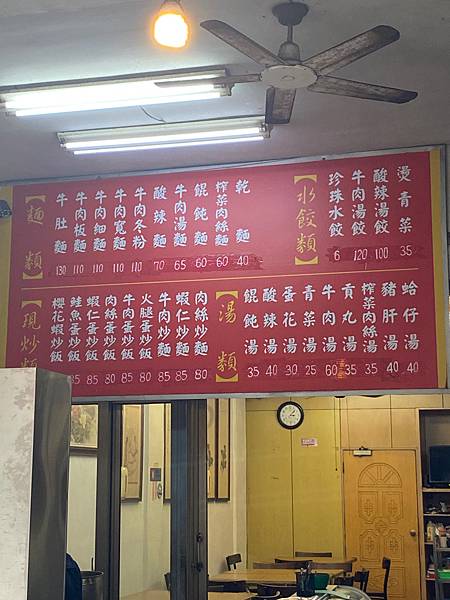 【麵類】
牛肚麵 130
牛肉板麵 110
牛肉細麵 110
牛肉寬麵 110
牛肉冬粉 110
酸辣麵 70
牛肉湯麵 65
餛飩麵 60
榨菜肉絲麵 60
乾麵 40
【水餃類】
珍珠水餃 6
牛肉湯餃 120
酸辣湯餃 100
燙青菜 35
【現炒類
櫻花蝦炒飯
鮭魚蛋炒飯 85
蝦仁蛋炒飯 85
肉絲蛋炒飯 80
牛肉蛋炒飯 85
火腿蛋炒飯 80
牛肉炒麵 85
蝦仁炒麵 85
肉絲炒麵 80
【湯類】
餛飩湯 35
酸辣湯 40
蛋花湯 30
青菜湯 25
牛肉湯 60
貢丸湯 35
榨菜肉絲湯 35
豬肝湯 40
蛤仔湯 40